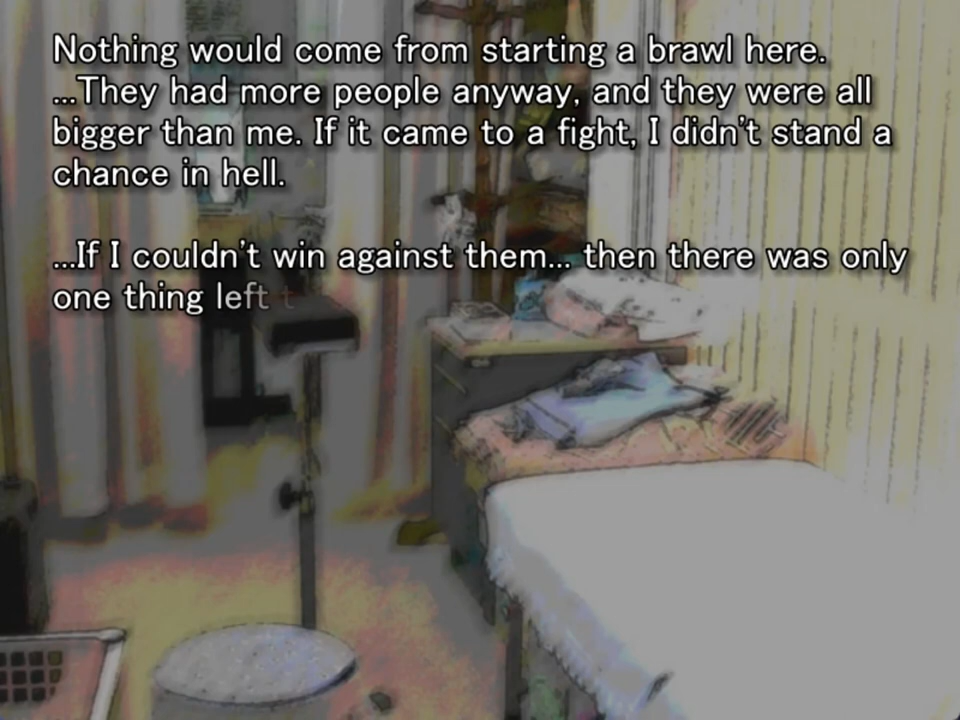 Nothing would come from starting a brawl here.
...They had more people anyway, and they were all
bigger than me. If it came to a fight, I didn't stand a
chance in hell.
...If I couldn't win against them... then there was only
one thing left t